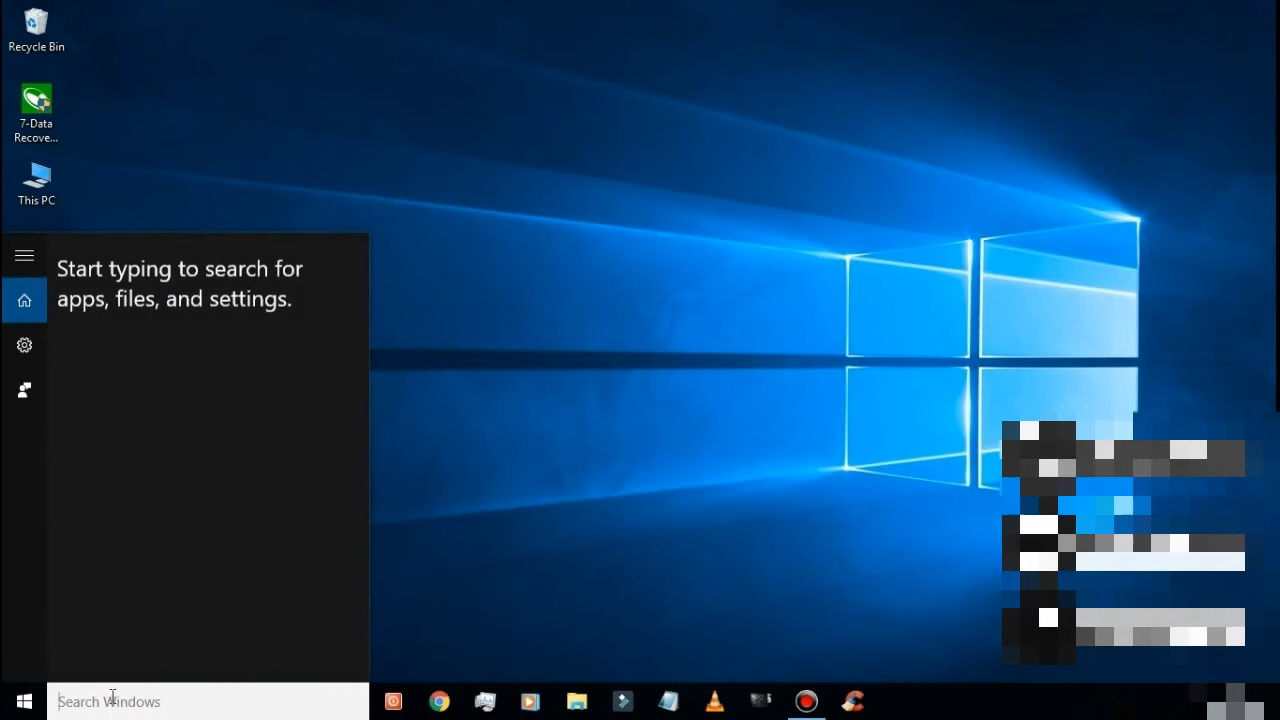 Recycle Bin
7-Data
Recove...
This PC
Start typing to search for
apps, files, and settings.
Search Windows